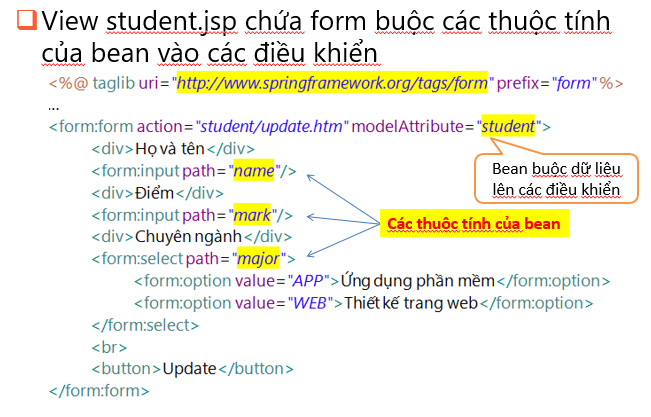 View student.jsp chứa form buộc các thuộc tính
của bean vào các điều khiển
<%@ taglib uri="http://www.springframework.org/tags/form" prefix="form"%>
...
<form:form action="student/update.htm" modelAttribute="student">
<div>Họ và tên</div>
<form:input path="name"/>
<div>Điểm</div>
<form:input path="mark"/>
<div>Chuyên ngành</div>
<form:select path="major">
<form:option value="APP">Ứng dụng phần mềm</form:option>
<form:option value="WEB">Thiết kế trang web</form:option>
</form:select>
<br>
<button>Update</button>
</form:form>
Bean buộc dữ liệu
lên các điều khiển
Các thuộc tính của bean